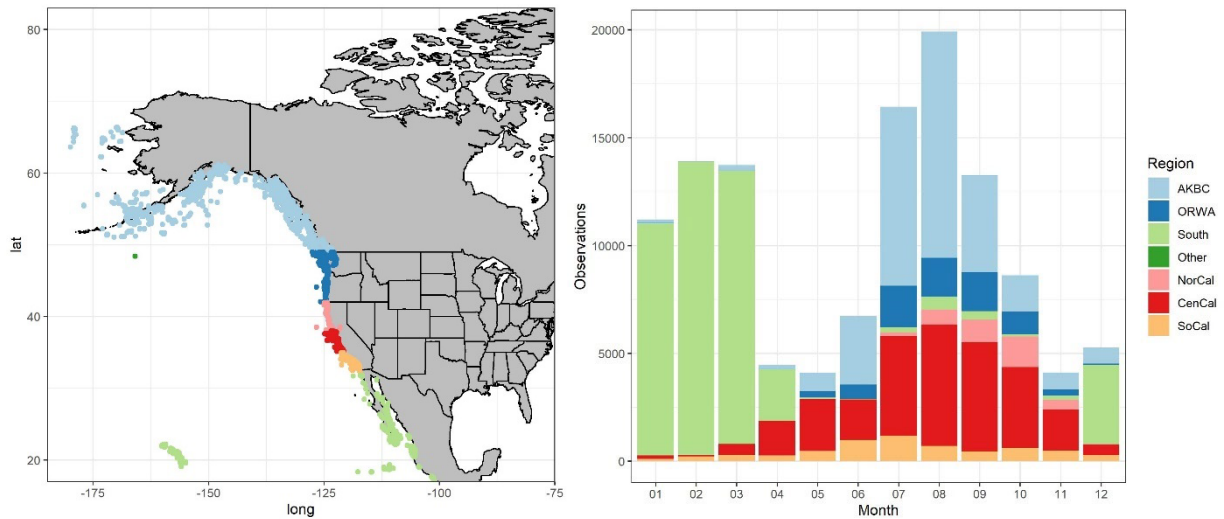 80
60
40
20
lat
-175
-150
-125
-100
-75
long
20000
15000
10000
5000
0
Observations
01 02 03 04 05 06 07 08 09 10 11 12
Month
Region
AKBC
ORWA
South
Other
NorCal
CenCal
SoCal